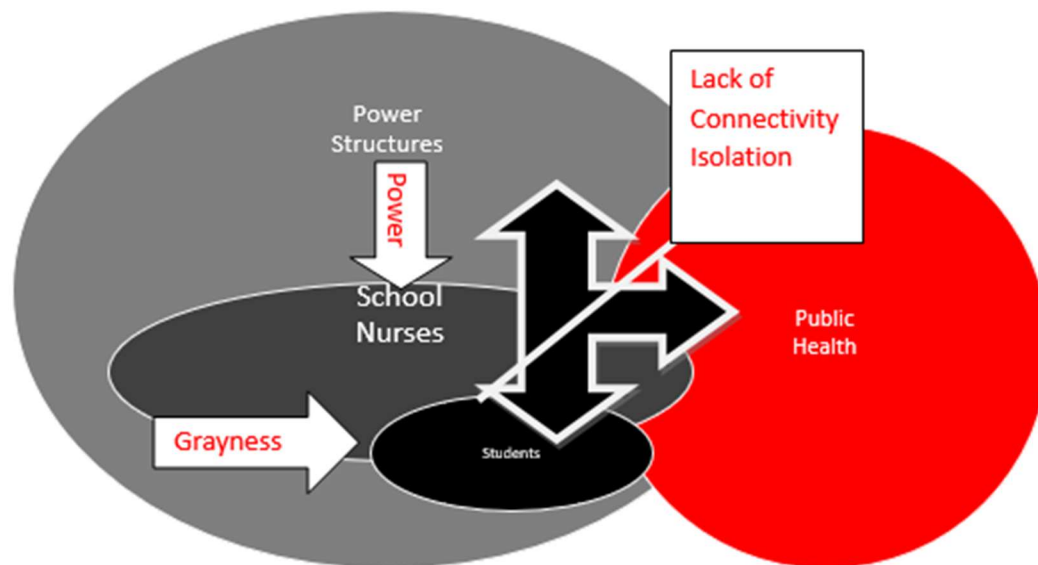 Power
Structures
Power
School
Nurses
Grayness
Students
Lack of
Connectivity
Isolation
Public
Health